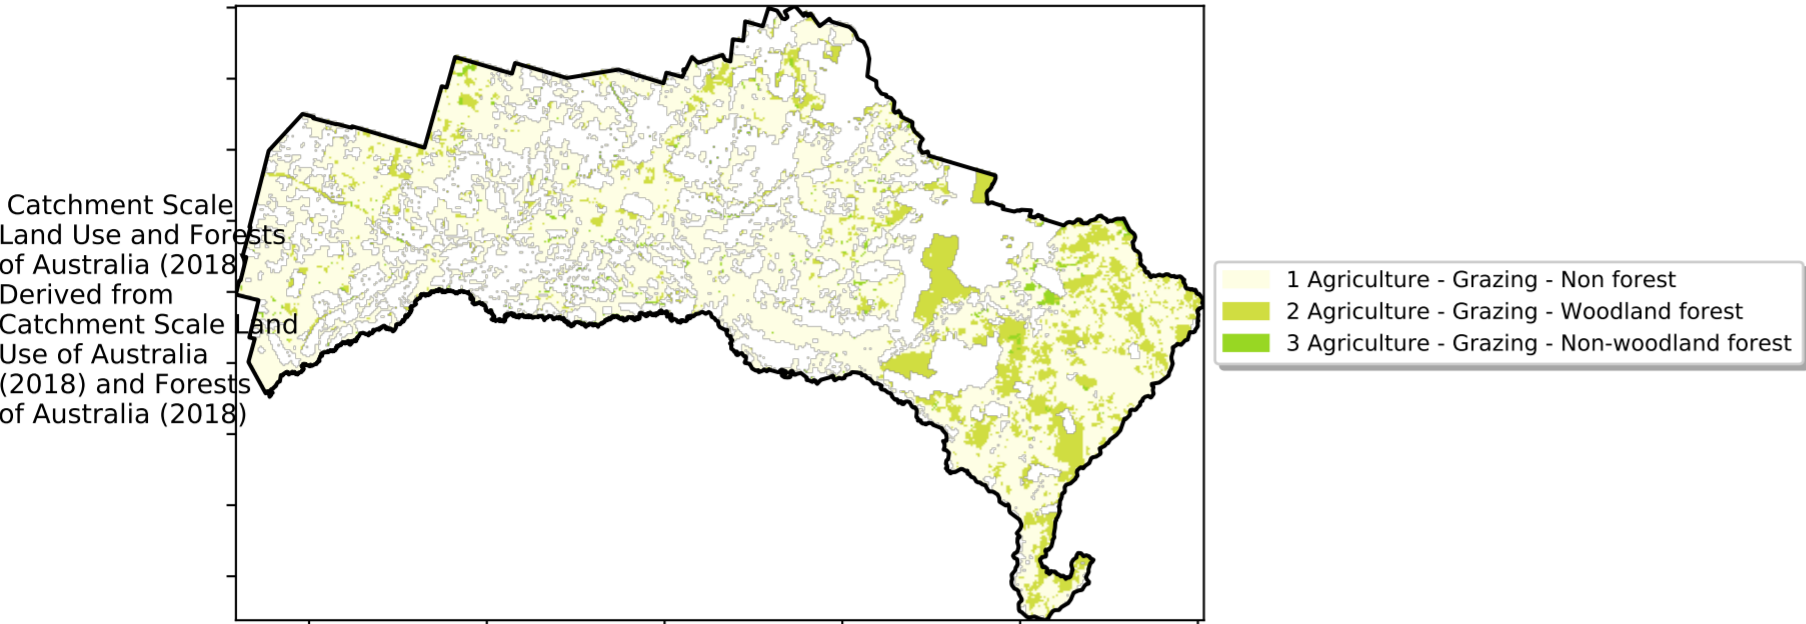 Catchment Scale
Land Use and Forests
of Australia (2018)
Derived from
Catchment Scale Land
Use of Australia
(2018) and Forests
of Australia (2018)
1 Agriculture - Grazing - Non forest
2 Agriculture - Grazing - Woodland forest
3 Agriculture - Grazing - Non-woodland forest